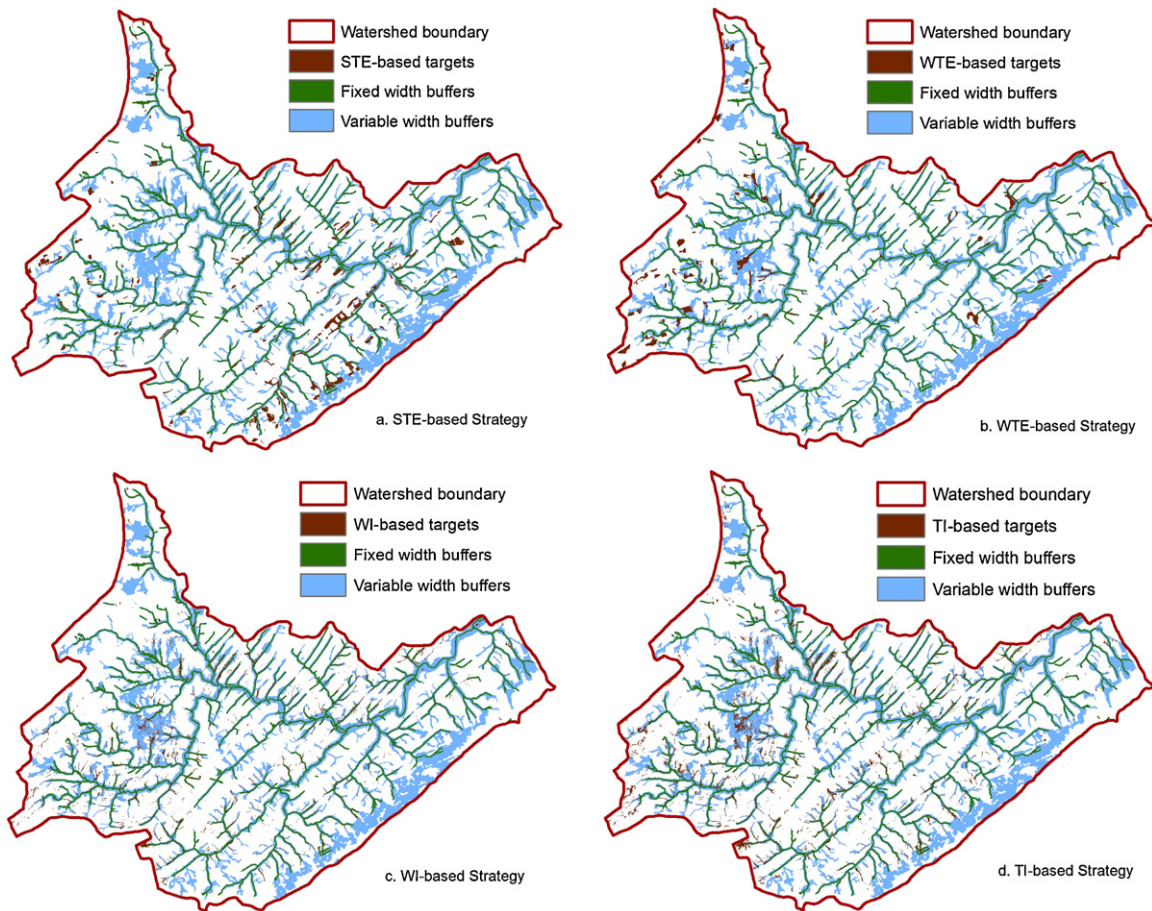 Watershed boundary
STE-based targets
Fixed width buffers
Variable width buffers
a. STE-based Strategy
Watershed boundary
WTE-based targets
Fixed width buffers
Variable width buffers
b. WTE-based Strategy
Watershed boundary
WI-based targets
Fixed width buffers
Variable width buffers
c. WI-based Strategy
Watershed boundary
TI-based targets
Fixed width buffers
Variable width buffers
d. TI-based Strategy